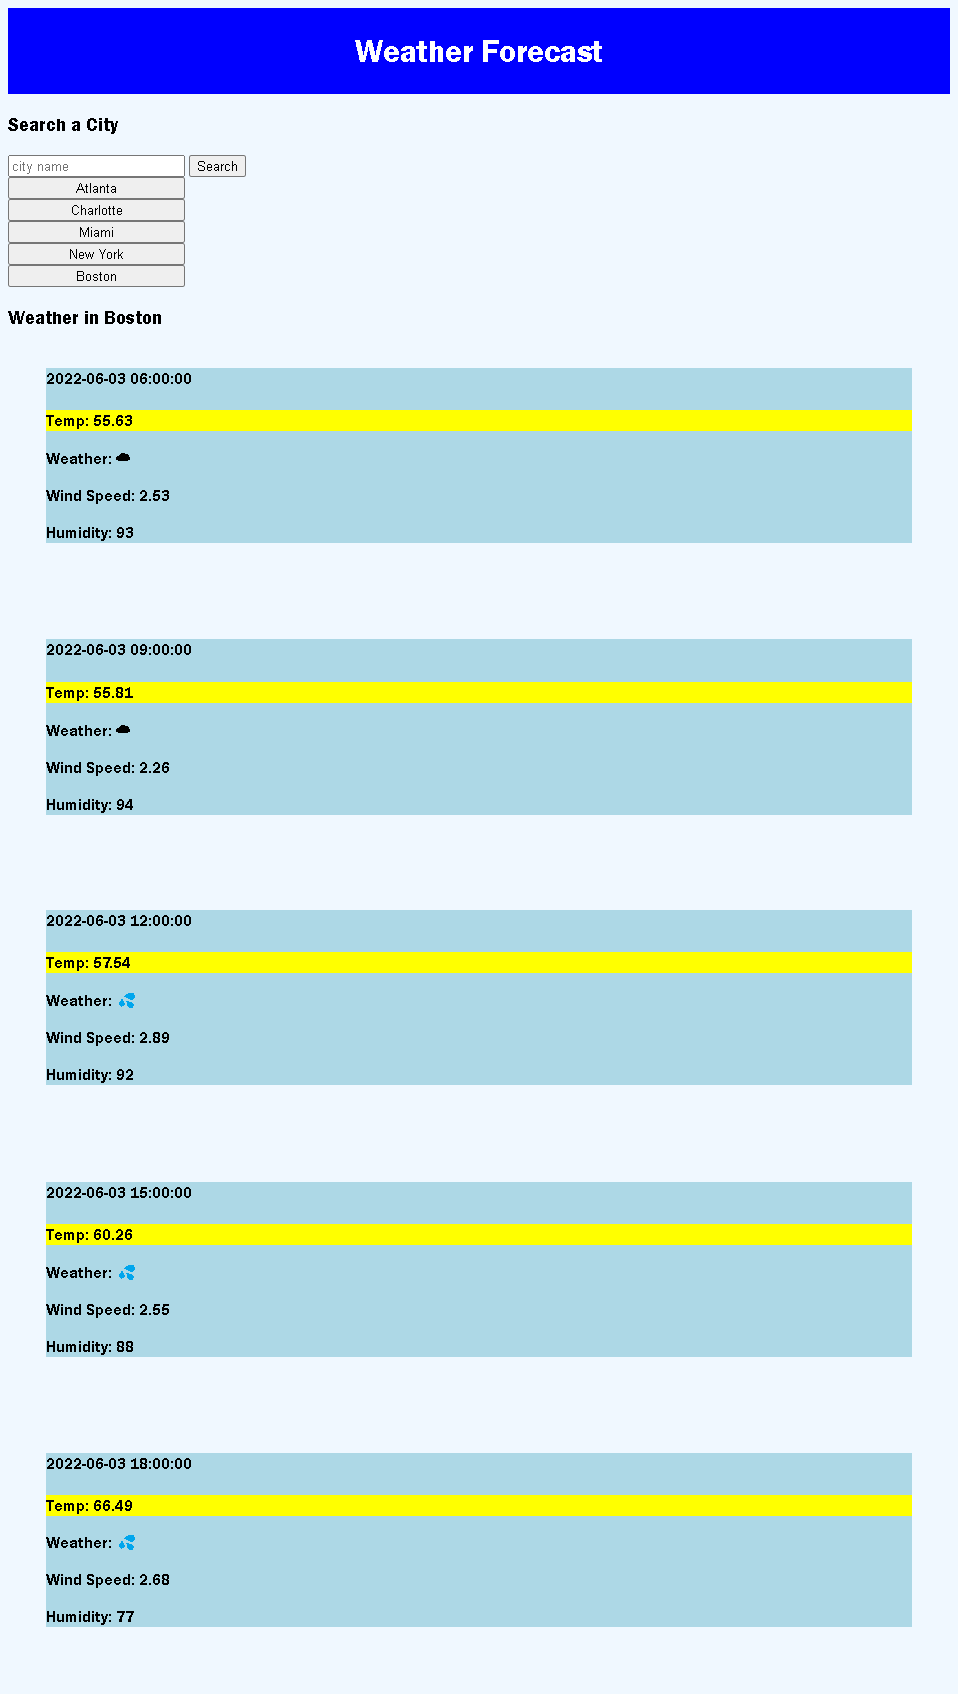 Weather Forecast
Search a City
city name Search
Atlanta
Charlotte
Miami
New York
Boston
Weather in Boston
2022-06-03 06:00:00
Temp: 55.63
Weather: ☁
Wind Speed: 2.53
Humidity: 93
2022-06-03 09:00:00
Temp: 55.81
Weather: ☁
Wind Speed: 2.26
Humidity: 94
2022-06-03 12:00:00
Temp: 57.54
Weather: 💦
Wind Speed: 2.89
Humidity: 92
2022-06-03 15:00:00
Temp: 60.26
Weather: 💦
Wind Speed: 2.55
Humidity: 88
2022-06-03 18:00:00
Temp: 66.49
Weather: 💦
Wind Speed: 2.68
Humidity: 77